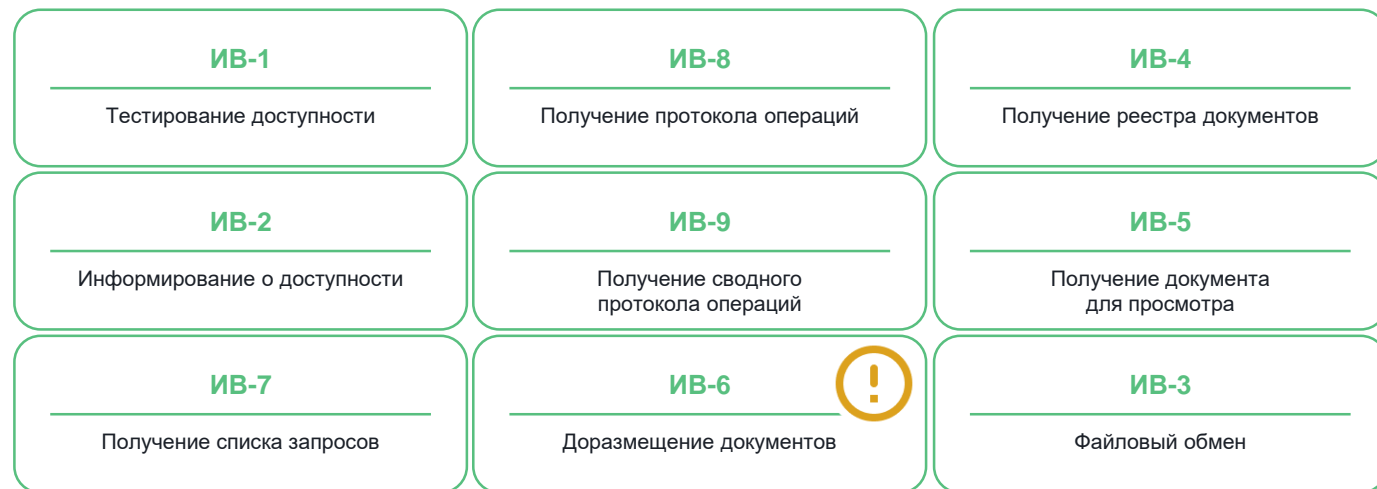 ИВ-1
Тестирование доступности
ИВ-8
Получение протокола операций
ИВ-4
Получение реестра документов
ИВ-2
Информирование о доступности
ИВ-9
Получение сводного
протокола операций
ИВ-5
Получение документа
для просмотра
ИВ-7
Получение списка запросов
ИВ-6
Доразмещение документов
ИВ-3
Файловый обмен